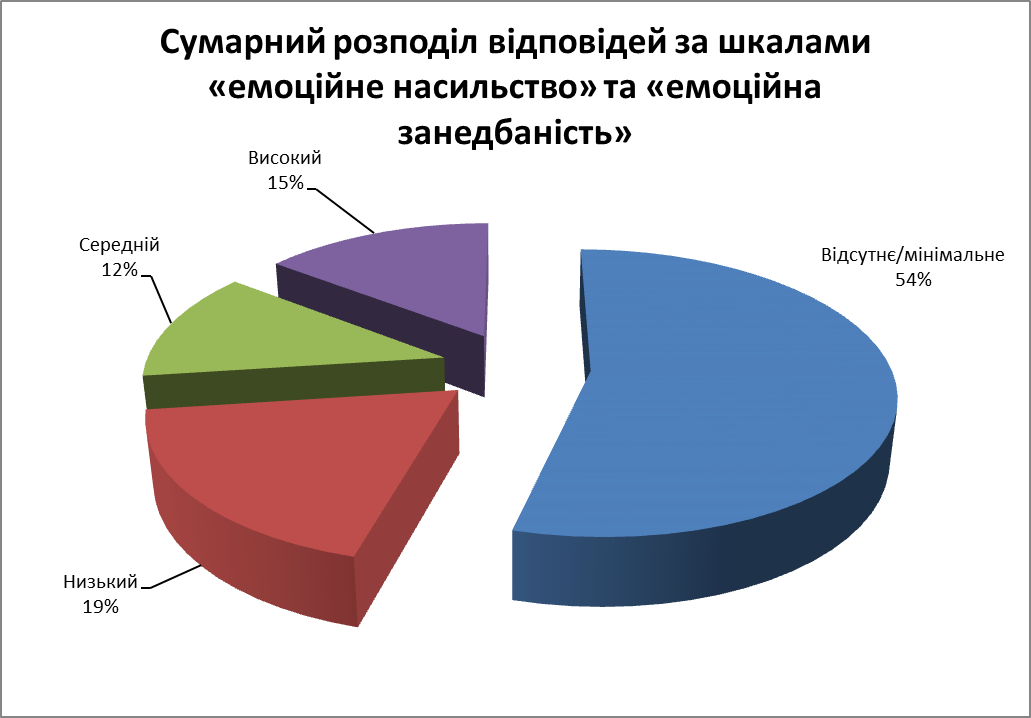 Сумарний розподіл відповідей за шкалами
«емоційне насильство» та «емоційна
занедбаність»
Високий
15%
Середній
12%
Відсутнє/мінімальне
54%
Низький
19%